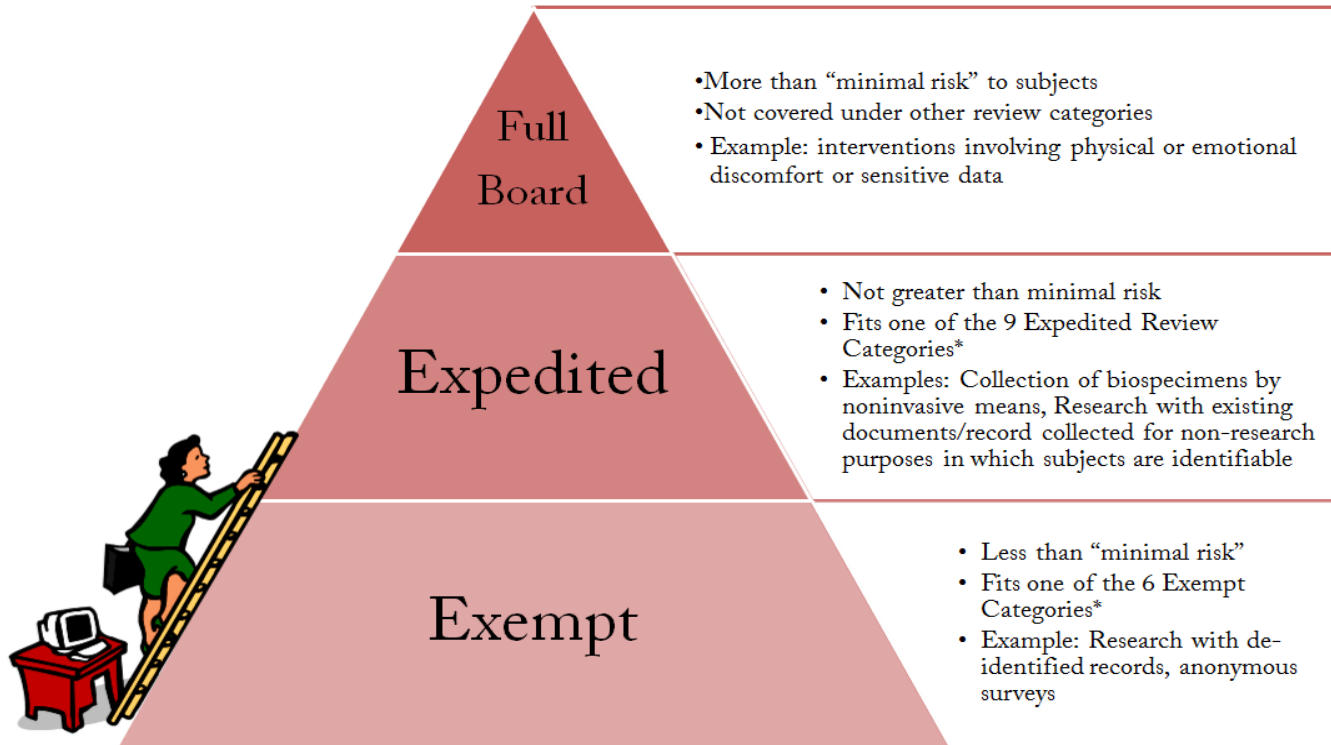 Full
Board
•More than “minimal risk” to subjects
•Not covered under other review categories
• Example: interventions involving physical or emotional
discomfort or sensitive data
Expedited
• Not greater than minimal risk
• Fits one of the 9 Expedited Review
Categories*
• Examples: Collection of biospecimens by
noninvasive means, Research with existing
documents/record collected for non-research
purposes in which subjects are identifiable
Exempt
• Less than “minimal risk”
• Fits one of the 6 Exempt
Categories*
• Example: Research with de-
identified records, anonymous
surveys